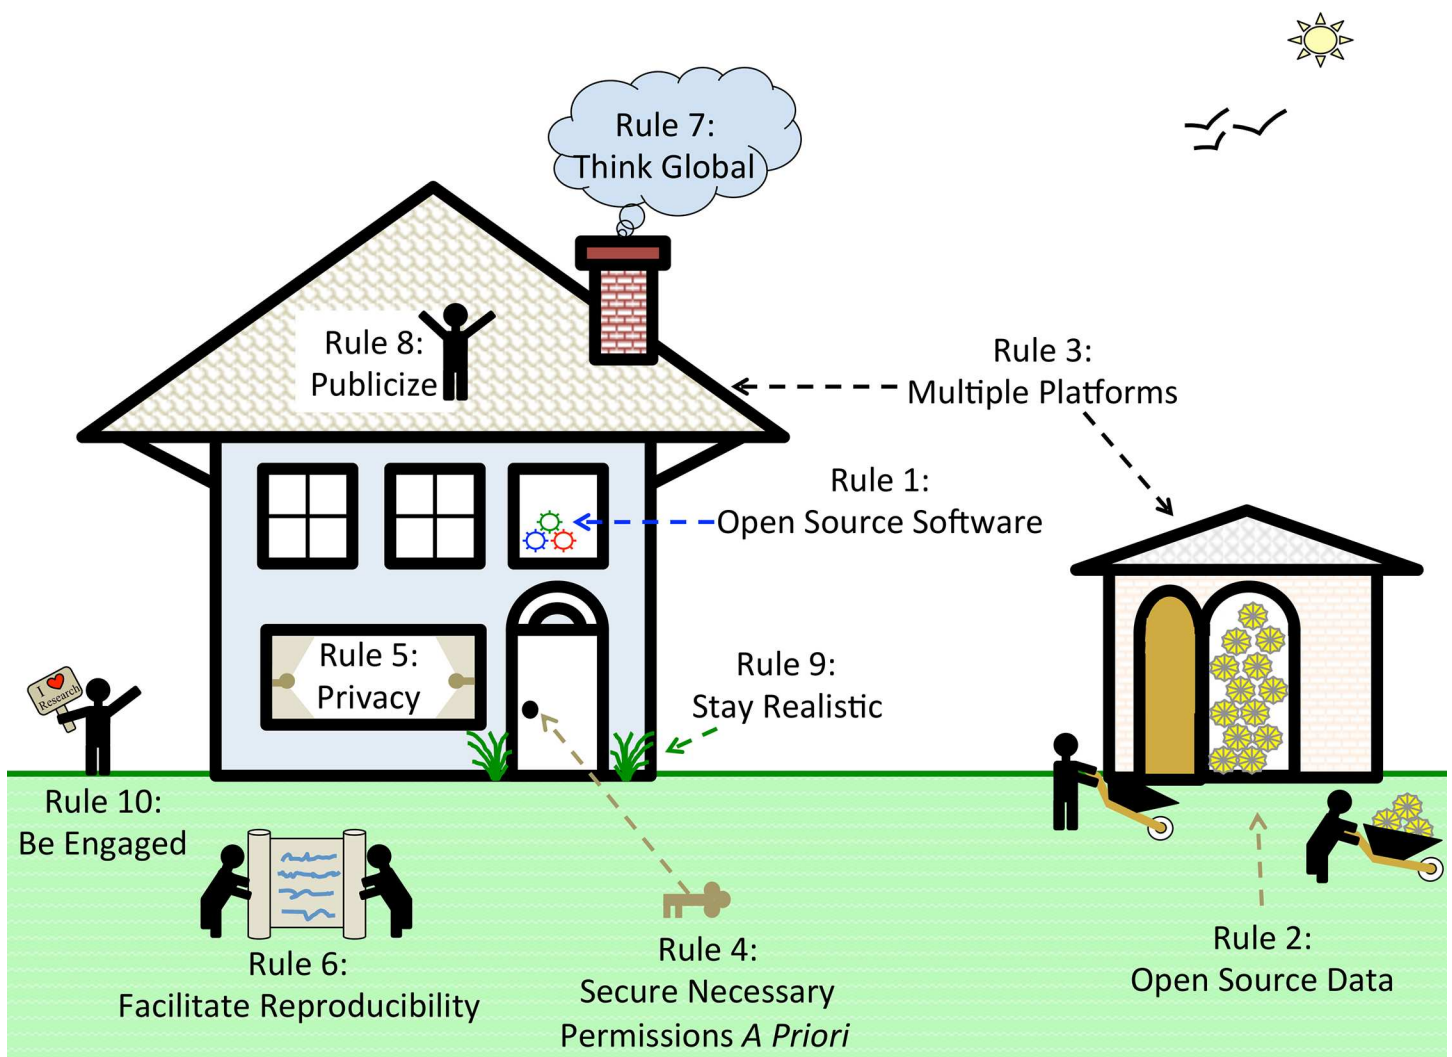 Rule 7:
Think Global
Rule 8:
Publicize
Rule 3:
Multiple Platforms
Rule 1:
Open Source Software
Rule 5:
Privacy
Rule 9:
Stay Realistic
I
Research
Rule 10:
Be Engaged
Rule 6:
Facilitate Reproducibility
Rule 4:
Secure Necessary
Permissions A Priori
Rule 2:
Open Source Data